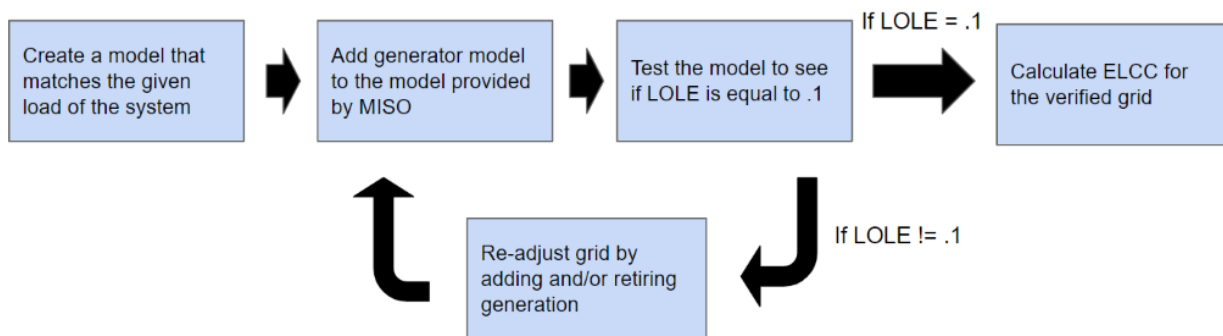 If LOLE = .1
Create a model that
matches the given
load of the system
Add generator model
to the model provided
by MISO
Test the model to see
if LOLE is equal to .1
Calculate ELCC for
the verified grid
Re-adjust grid by
adding and/or retiring
generation
If LOLE != .1